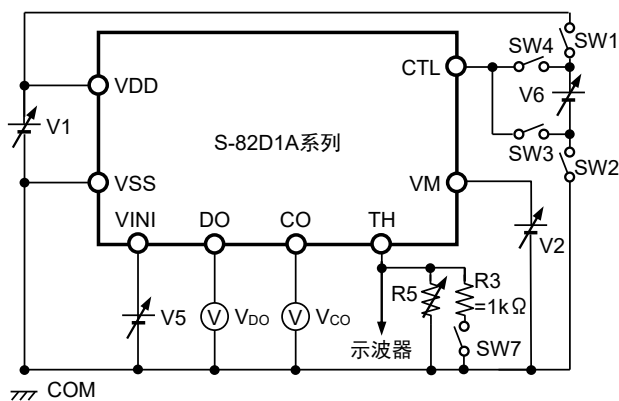 SW1
SW4
CTL
VDD
V6
V1
S-82D1A系列
SW3
SW2
VSS
VM
VINI
DO
CO
TH
V2
R3
=1kΩ
R5
V5
V
VDO
V
VCO
示波器
SW7
COM